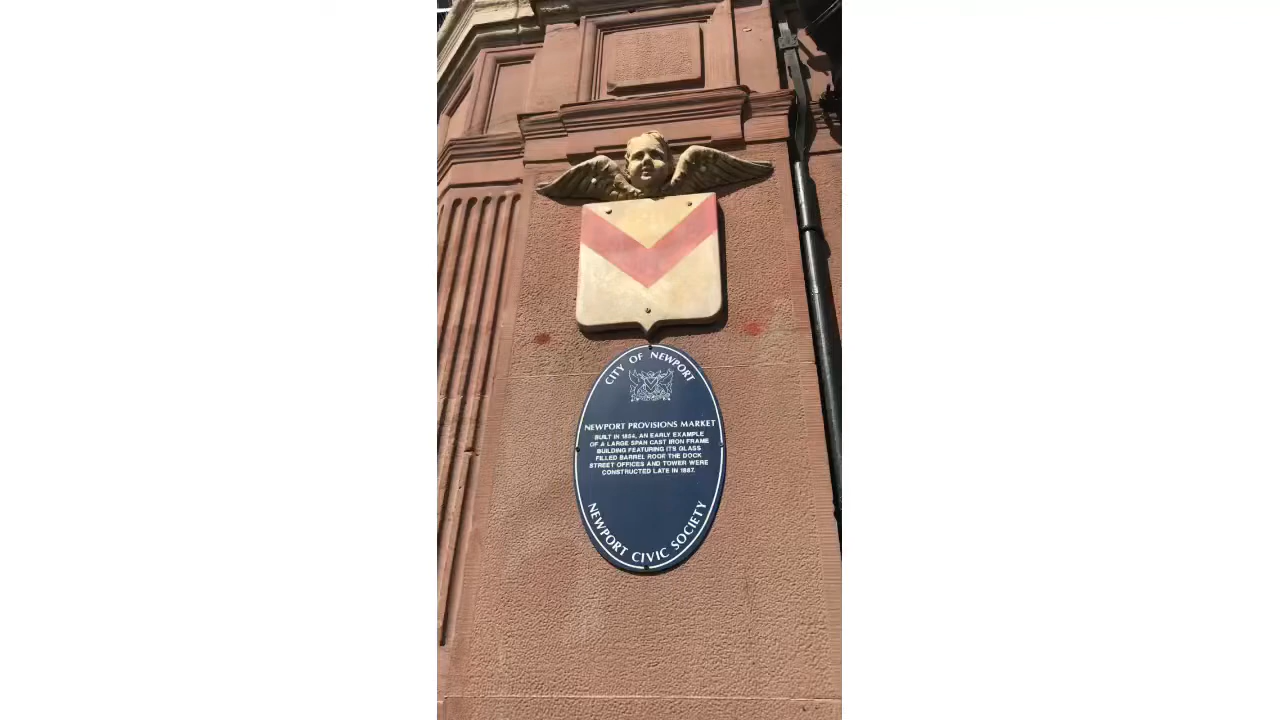 CITY OF NEWPORT
NEWPORT PROVISIONS MARKET
BUILT IN 1854, AN EARLY EXAMPLE
OF A LARGE SPAN CAST IRON FRAME
BUILDING FEATURING ITS GLASS
FILLED BARREL ROOF. THE DOCK
STREET OFFICES AND TOWER WERE
CONSTRUCTED LATE IN 1887.
NEWPORT CIVIC SOCIETY